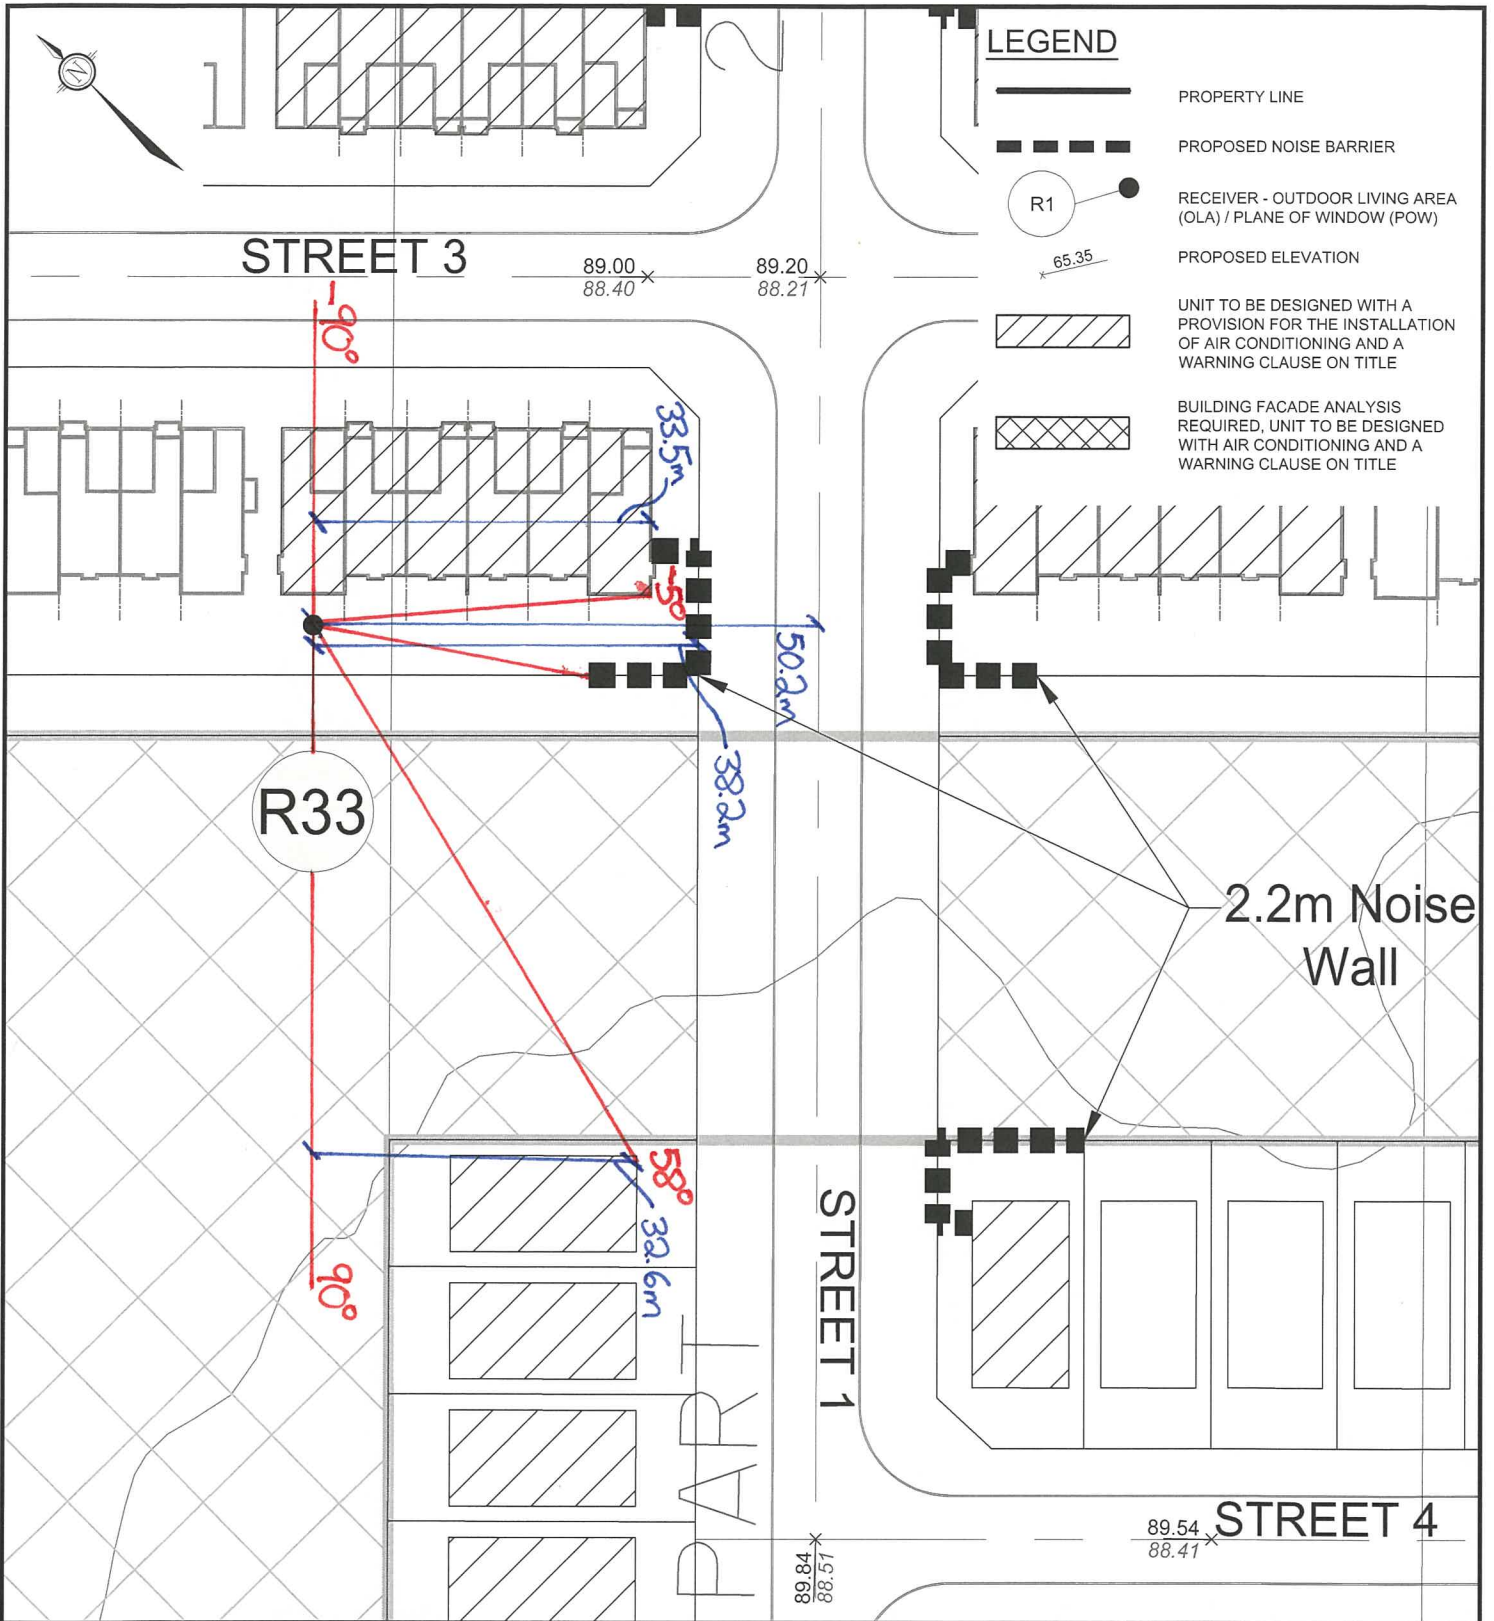 N
2
LEGEND
PROPERTY LINE
PROPOSED NOISE BARRIER
R1
RECEIVER - OUTDOOR LIVING AREA
(OLA) / PLANE OF WINDOW (POW)
65.35
PROPOSED ELEVATION
UNIT TO BE DESIGNED WITH A
PROVISION FOR THE INSTALLATION
OF AIR CONDITIONING AND A
WARNING CLAUSE ON TITLE
BUILDING FACADE ANALYSIS
REQUIRED, UNIT TO BE DESIGNED
WITH AIR CONDITIONING AND A
WARNING CLAUSE ON TITLE
STREET 3
89.00
88.40
89.20
88.21
-90°
33.5m
-5°
50.2m
38.2m
R33
2.2m Noise
Wall
58°
32.6m
90°
STREET 1
PART
STREET 4
89.54
88.41
89.84
88.51